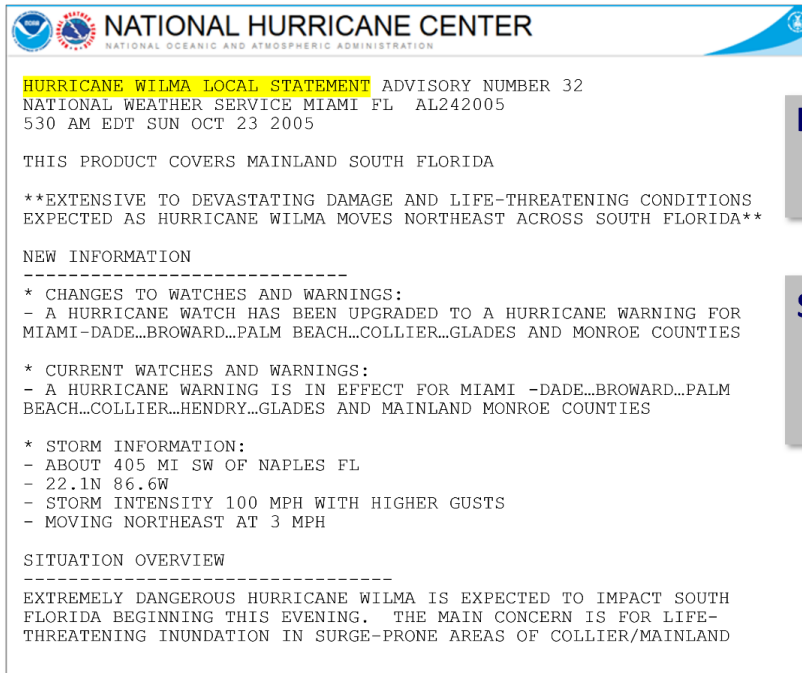 NATIONAL HURRICANE CENTER
NATIONAL OCEANIC AND ATMOSPHERIC ADMINISTRATION
HURRICANE WILMA LOCAL STATEMENT ADVISORY NUMBER 32
NATIONAL WEATHER SERVICE MIAMI FL  AL242005
530 AM EDT SUN OCT 23 2005
THIS PRODUCT COVERS MAINLAND SOUTH FLORIDA
**EXTENSIVE TO DEVASTATING DAMAGE AND LIFE-THREATENING CONDITIONS
EXPECTED AS HURRICANE WILMA MOVES NORTHEAST ACROSS SOUTH FLORIDA**
NEW INFORMATION
-----------------------------
* CHANGES TO WATCHES AND WARNINGS:
- A HURRICANE WATCH HAS BEEN UPGRADED TO A HURRICANE WARNING FOR
MIAMI-DADE…BROWARD…PALM BEACH…COLLIER…GLADES AND MONROE COUNTIES
* CURRENT WATCHES AND WARNINGS:
- A HURRICANE WARNING IS IN EFFECT FOR MIAMI -DADE…BROWARD…PALM
BEACH…COLLIER…HENDRY…GLADES AND MAINLAND MONROE COUNTIES
* STORM INFORMATION:
- ABOUT 405 MI SW OF NAPLES FL
- 22.1N 86.6W
- STORM INTENSITY 100 MPH WITH HIGHER GUSTS
- MOVING NORTHEAST AT 3 MPH
SITUATION OVERVIEW
---------------------------------
EXTREMELY DANGEROUS HURRICANE WILMA IS EXPECTED TO IMPACT SOUTH
FLORIDA BEGINNING THIS EVENING.  THE MAIN CONCERN IS FOR LIFE-
THREATENING INUNDATION IN SURGE-PRONE AREAS OF COLLIER/MAINLAND